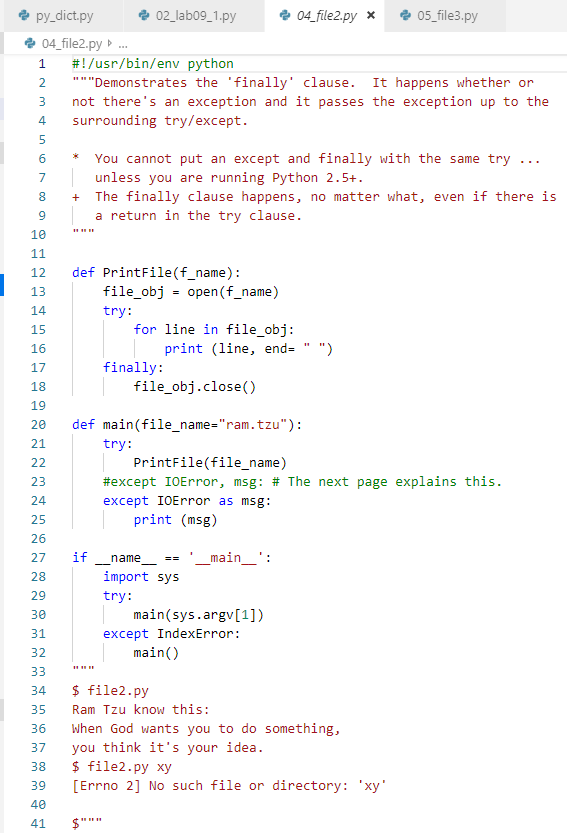 py_dict.py 02_lab09_1.py 04_file2.py × 05_file3.py
04_file2.py › ...
1 #!/usr/bin/env python
2 """Demonstrates the 'finally' clause.  It happens whether or
3 not there's an exception and it passes the exception up to the
4 surrounding try/except.
5
6 *  You cannot put an except and finally with the same try ...
7    unless you are running Python 2.5+.
8 +  The finally clause happens, no matter what, even if there is
9    a return in the try clause.
10 """
11
12 def PrintFile(f_name):
13     file_obj = open(f_name)
14     try:
15         for line in file_obj:
16             print (line, end= " ")
17     finally:
18         file_obj.close()
19
20 def main(file_name="ram.tzu"):
21     try:
22         PrintFile(file_name)
23     #except IOError, msg: # The next page explains this.
24     except IOError as msg:
25         print (msg)
26
27 if __name__ == '__main__':
28     import sys
29     try:
30         main(sys.argv[1])
31     except IndexError:
32         main()
33 """
34 $ file2.py
35 Ram Tzu know this:
36 When God wants you to do something,
37 you think it's your idea.
38 $ file2.py xy
39 [Errno 2] No such file or directory: 'xy'
40
41 $"""